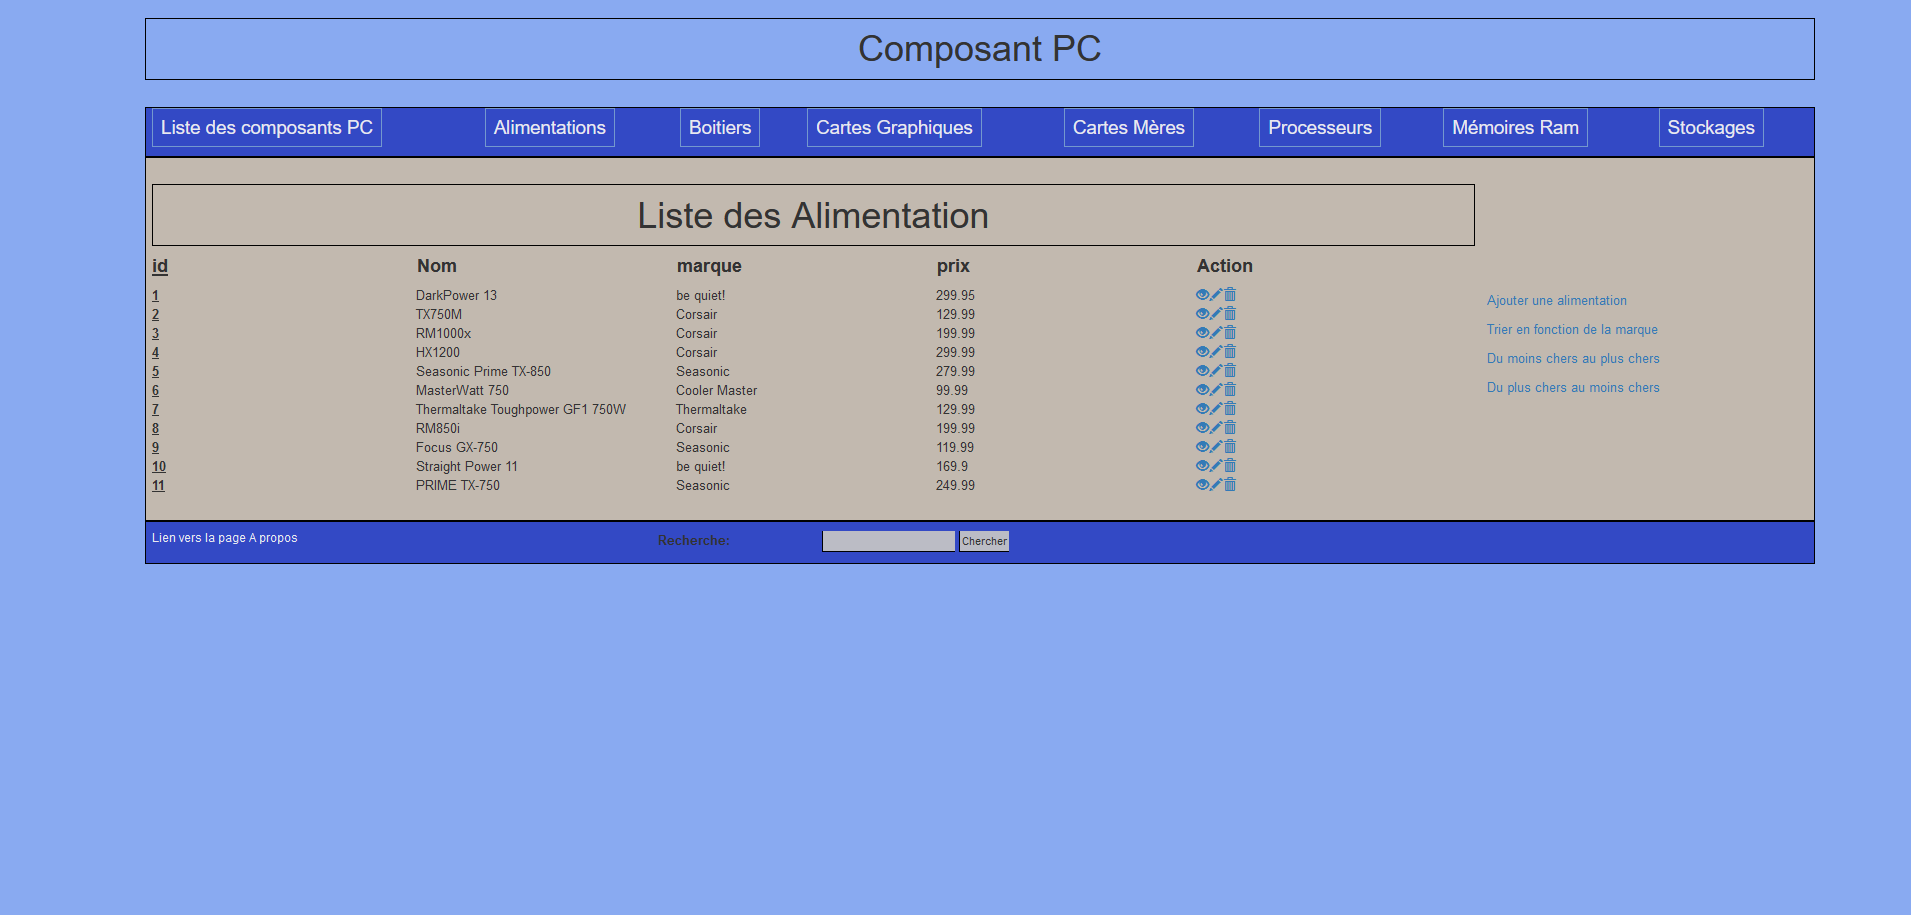 Composant PC
Liste des composants PC Alimentations Boitiers Cartes Graphiques Cartes Mères Processeurs Mémoires Ram Stockages
Liste des Alimentation
id Nom marque prix Action
1 DarkPower 13 be quiet! 299.95
2 TX750M Corsair 129.99
3 RM1000x Corsair 199.99
4 HX1200 Corsair 299.99
5 Seasonic Prime TX-850 Seasonic 279.99
6 MasterWatt 750 Cooler Master 99.99
7 Thermaltake Toughpower GF1 750W Thermaltake 129.99
8 RM850i Corsair 199.99
9 Focus GX-750 Seasonic 119.99
10 Straight Power 11 be quiet! 169.9
11 PRIME TX-750 Seasonic 249.99
Ajouter une alimentation
Trier en fonction de la marque
Du moins chers au plus chers
Du plus chers au moins chers
Lien vers la page A propos Recherche: Chercher